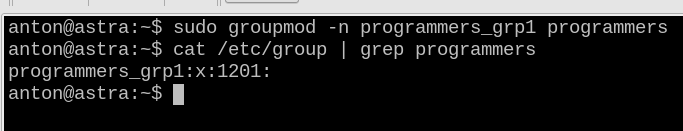 anton@astra:~$ sudo groupmod -n programmers_grp1 programmers
anton@astra:~$ cat /etc/group | grep programmers
programmers_grp1:x:1201:
anton@astra:~$